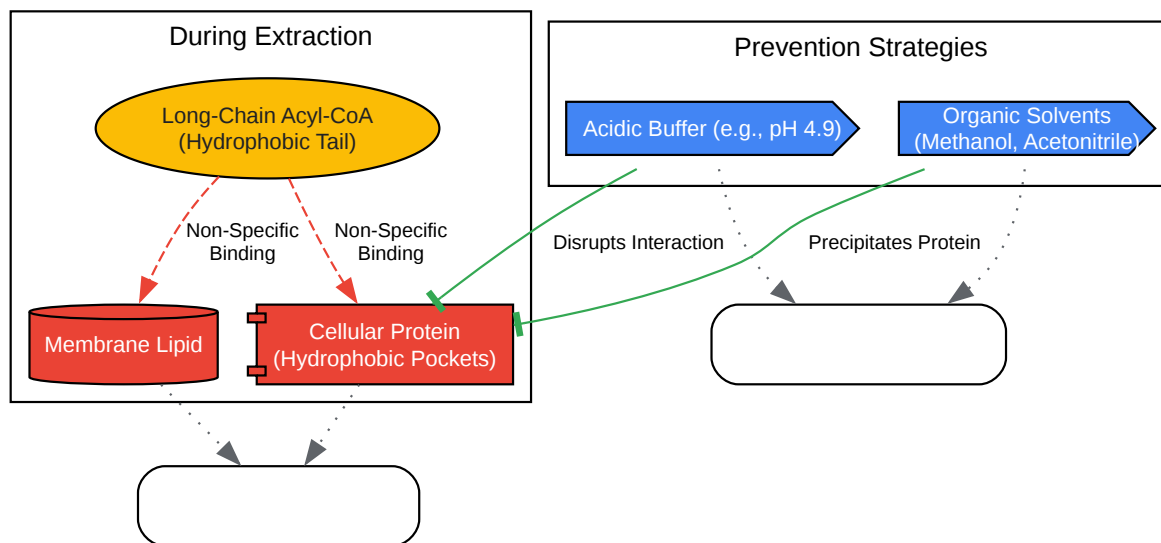 During Extraction
Long-Chain Acyl-CoA
(Hydrophobic Tail)
Non-Specific
Binding
Non-Specific
Binding
Membrane Lipid
Cellular Protein
(Hydrophobic Pockets)
Prevention Strategies
Acidic Buffer (e.g., pH 4.9)
Organic Solvents
(Methanol, Acetonitrile)
Disrupts Interaction
Precipitates Protein